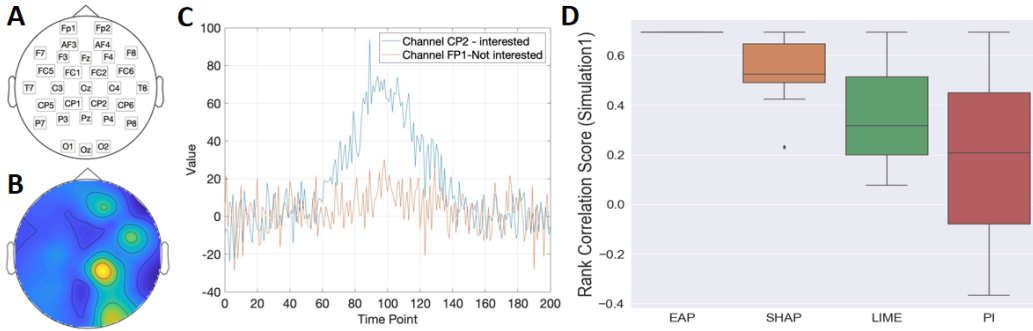 A
Fp1 Fp2
AF3 AF4
F7 F3 Fz F4 F8
FC5 FC1 FC2 FC6
T7 C3 Cz C4 T8
CP5 CP1 CP2 CP6
P7 P3 Pz P4 P8
O1 Oz O2
B
C
Channel CP2 - interested
Channel FP1-Not interested
100
80
60
40
20
0
-20
-40
Value
0 20 40 60 80 100 120 140 160 180 200
Time Point
D
Rank Correlation Score (Simulation1)
0.6
0.4
0.2
0.0
−0.2
−0.4
EAP SHAP LIME PI